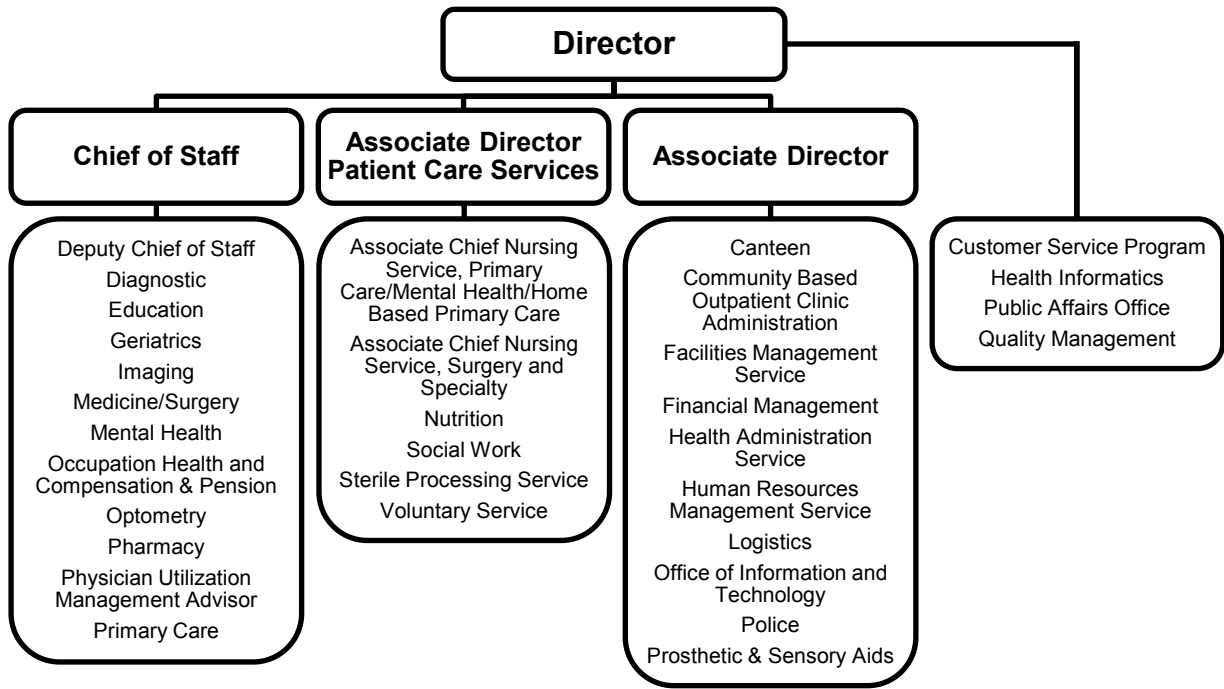 Director
Chief of Staff
Associate Director
Patient Care Services
Associate Director
Deputy Chief of Staff
Diagnostic
Education
Geriatrics
Imaging
Medicine/Surgery
Mental Health
Occupation Health and
Compensation & Pension
Optometry
Pharmacy
Physician Utilization
Management Advisor
Primary Care
Associate Chief Nursing
Service, Primary
Care/Mental Health/Home
Based Primary Care
Associate Chief Nursing
Service, Surgery and
Specialty
Nutrition
Social Work
Sterile Processing Service
Voluntary Service
Canteen
Community Based
Outpatient Clinic
Administration
Facilities Management
Service
Financial Management
Health Administration
Service
Human Resources
Management Service
Logistics
Office of Information and
Technology
Police
Prosthetic & Sensory Aids
Customer Service Program
Health Informatics
Public Affairs Office
Quality Management